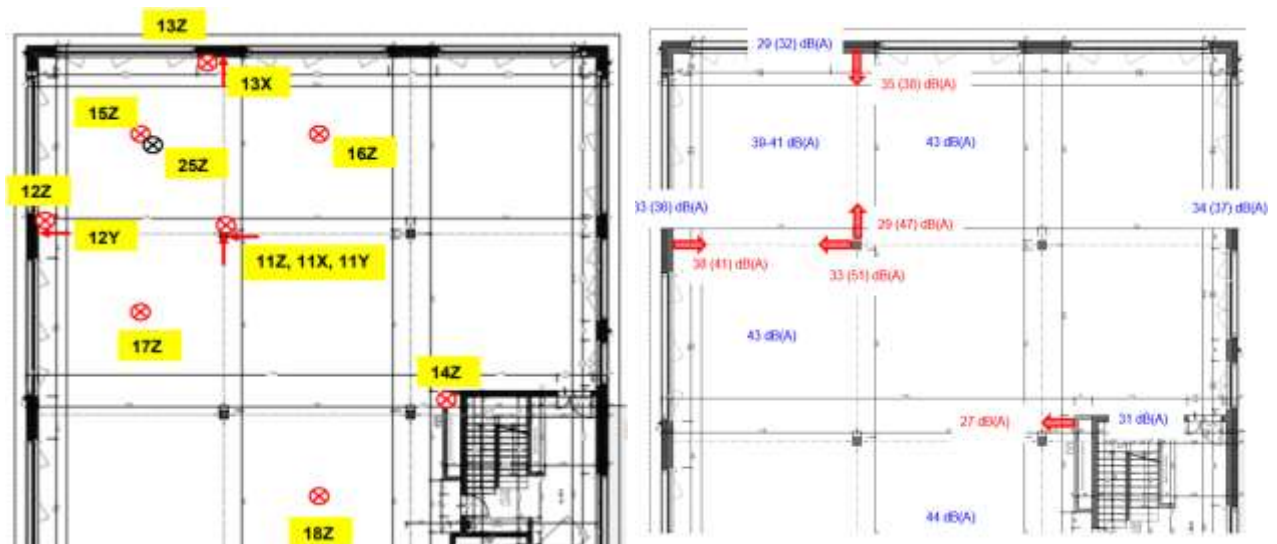 13Z
13X
15Z
25Z
16Z
12Z
12Y
11Z, 11X, 11Y
17Z
14Z
18Z
29 (32) dB(A)
35 (38) dB(A)
39-41 dB(A)
43 dB(A)
33 (36) dB(A)
34 (37) dB(A)
29 (47) dB(A)
38 (41) dB(A)
33 (51) dB(A)
43 dB(A)
27 dB(A)
31 dB(A)
44 dB(A)